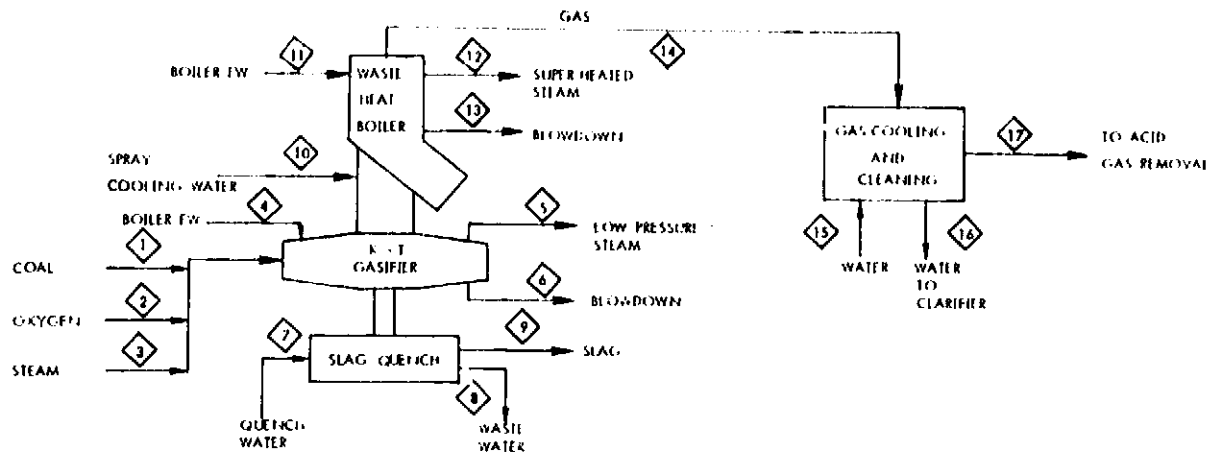 GAS
14
11
BOILER FW
WASTE
HEAT
BOILER
12
SUPER HEATED
STEAM
13
BLOWDOWN
GAS COOLING
AND
CLEANING
17
TO ACID
GAS REMOVAL
10
SPRAY
COOLING WATER
4
BOILER FW
5
LOW PRESSURE
STEAM
15
WATER
16
WATER
TO
CLARIFIER
1
COAL
GASIFIER
6
BLOWDOWN
2
OXYGEN
3
STEAM
7
SLAG QUENCH
9
SLAG
8
QUENCH
WATER
WASTE
WATER